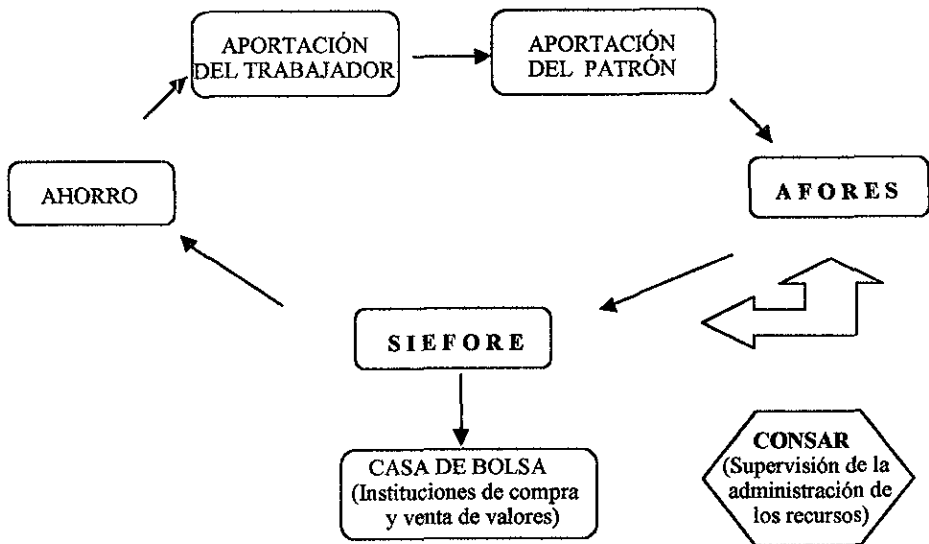 APORTACIÓN
DEL TRABAJADOR
APORTACIÓN
DEL PATRÓN
AHORRO
AFORES
SIEFORE
CASA DE BOLSA
(Instituciones de compra
y venta de valores)
CONSAR
(Supervisión de la
administración de
los recursos)